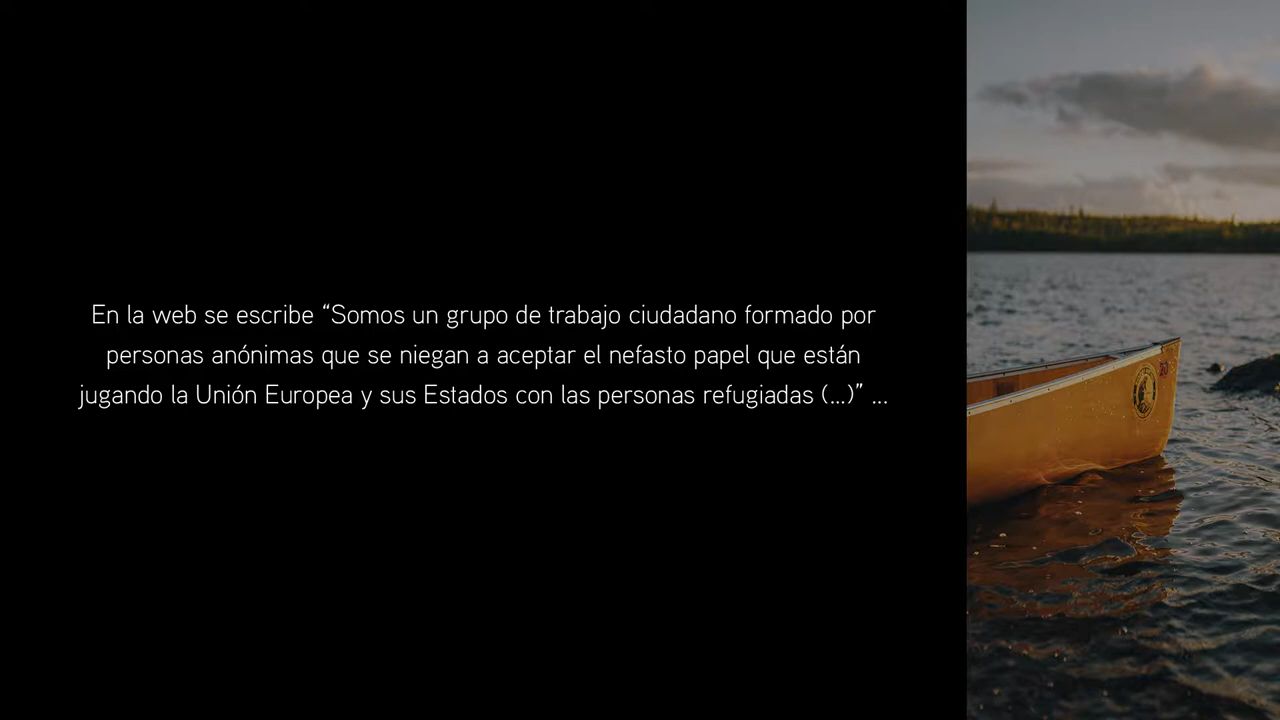 En la web se escribe “Somos un grupo de trabajo ciudadano formado por
personas anónimas que se niegan a aceptar el nefasto papel que están
jugando la Unión Europea y sus Estados con las personas refugiadas (...)” ...